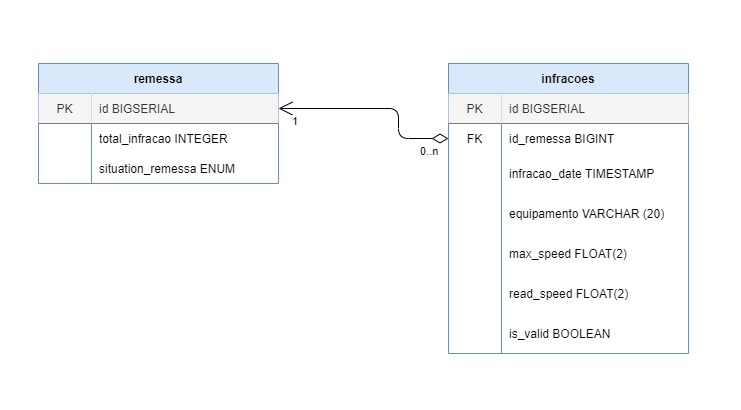 remessa
PK id BIGSERIAL
total_infracao INTEGER
situation_remessa ENUM
1
0..n
infracoes
PK id BIGSERIAL
FK id_remessa BIGINT
infracao_date TIMESTAMP
equipamento VARCHAR (20)
max_speed FLOAT(2)
read_speed FLOAT(2)
is_valid BOOLEAN